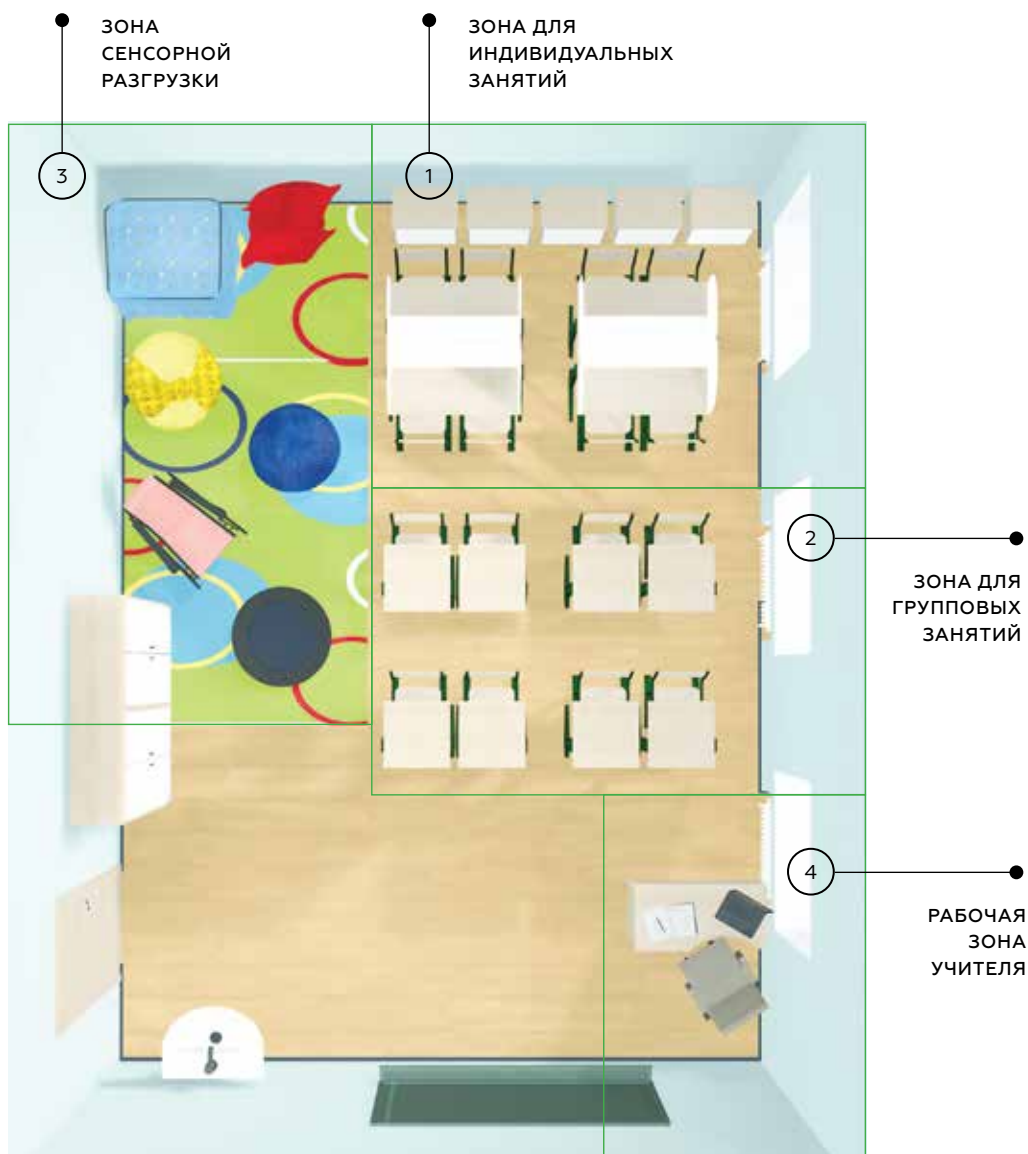 ЗОНА
СЕНСОРНОЙ
РАЗГРУЗКИ
ЗОНА ДЛЯ
ИНДИВИДУАЛЬНЫХ
ЗАНЯТИЙ
3
1
2
ЗОНА ДЛЯ
ГРУППОВЫХ
ЗАНЯТИЙ
4
РАБОЧАЯ
ЗОНА
УЧИТЕЛЯ